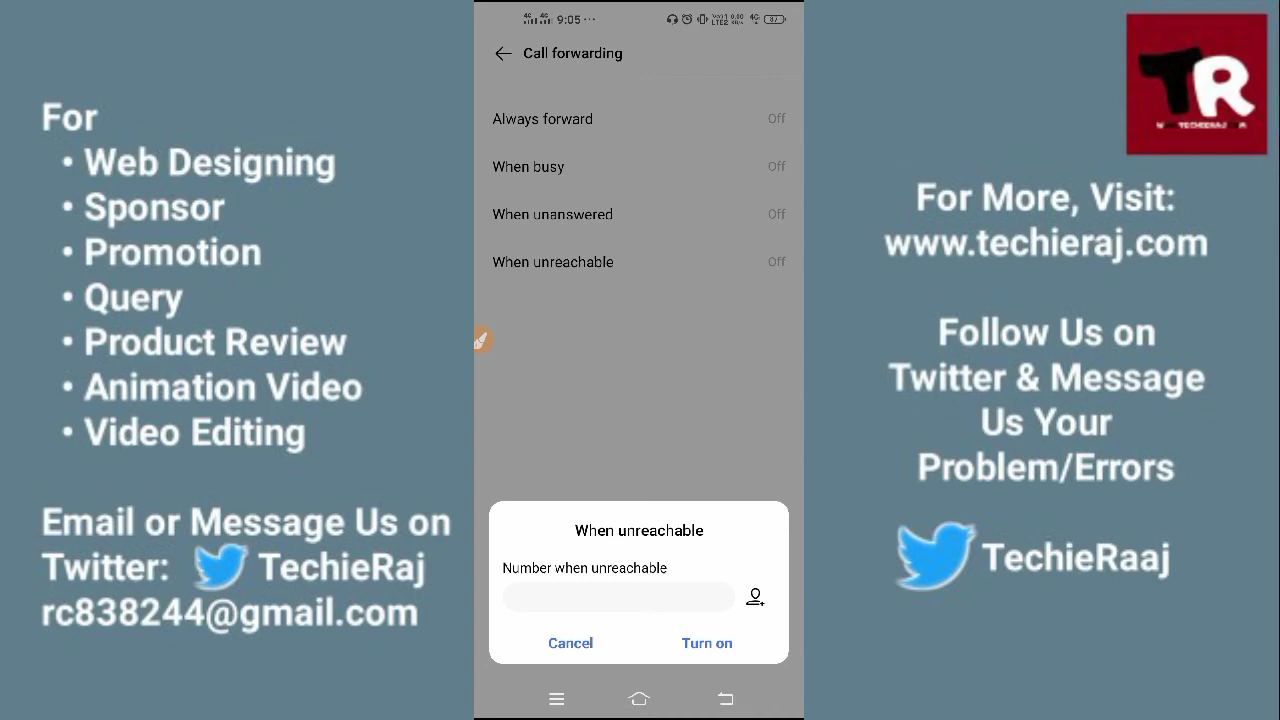 For
• Web Designing
• Sponsor
• Promotion
• Query
• Product Review
• Animation Video
• Video Editing
Email or Message Us on
Twitter: TechieRaj
rc838244@gmail.com
9:05 ···
87
Call forwarding
Always forward Off
When busy Off
When unanswered Off
When unreachable Off
When unreachable
Number when unreachable
Cancel Turn on
TR
For More, Visit:
www.techieraj.com
Follow Us on
Twitter & Message
Us Your
Problem/Errors
TechieRaaj